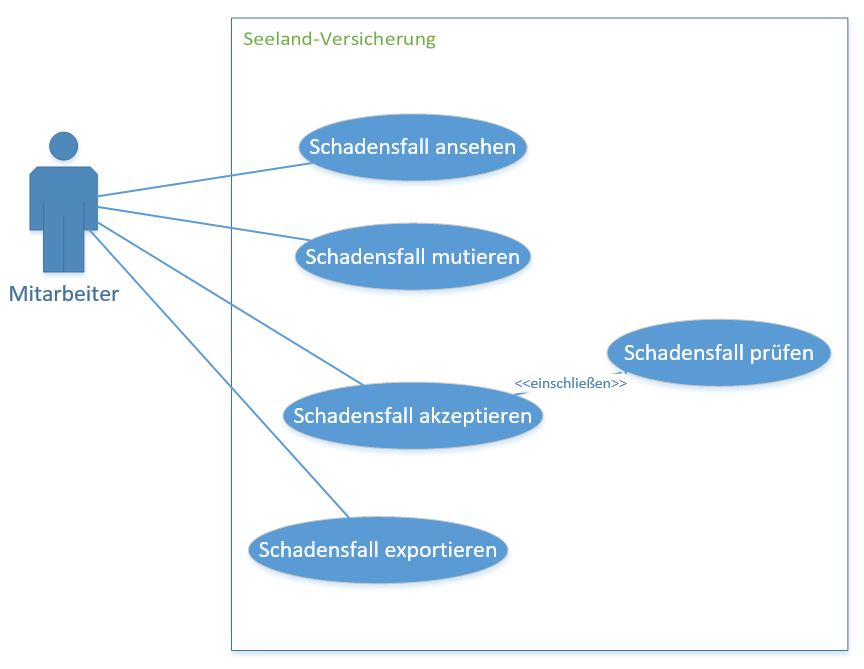 Seeland-Versicherung
Schadensfall ansehen
Schadensfall mutieren
Mitarbeiter
Schadensfall prüfen
<<einschließen>>
Schadensfall akzeptieren
Schadensfall exportieren